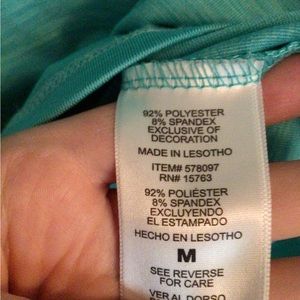 92% POLYESTER
8% SPANDEX
EXCLUSIVE OF
DECORATION
MADE IN LESOTHO
ITEM# 578097
RN# 15763
92% POLIÉSTER
8% SPANDEX
EXCLUYENDO
EL ESTAMPADO
HECHO EN LESOTHO
M
SEE REVERSE
FOR CARE
VER AL DORSO